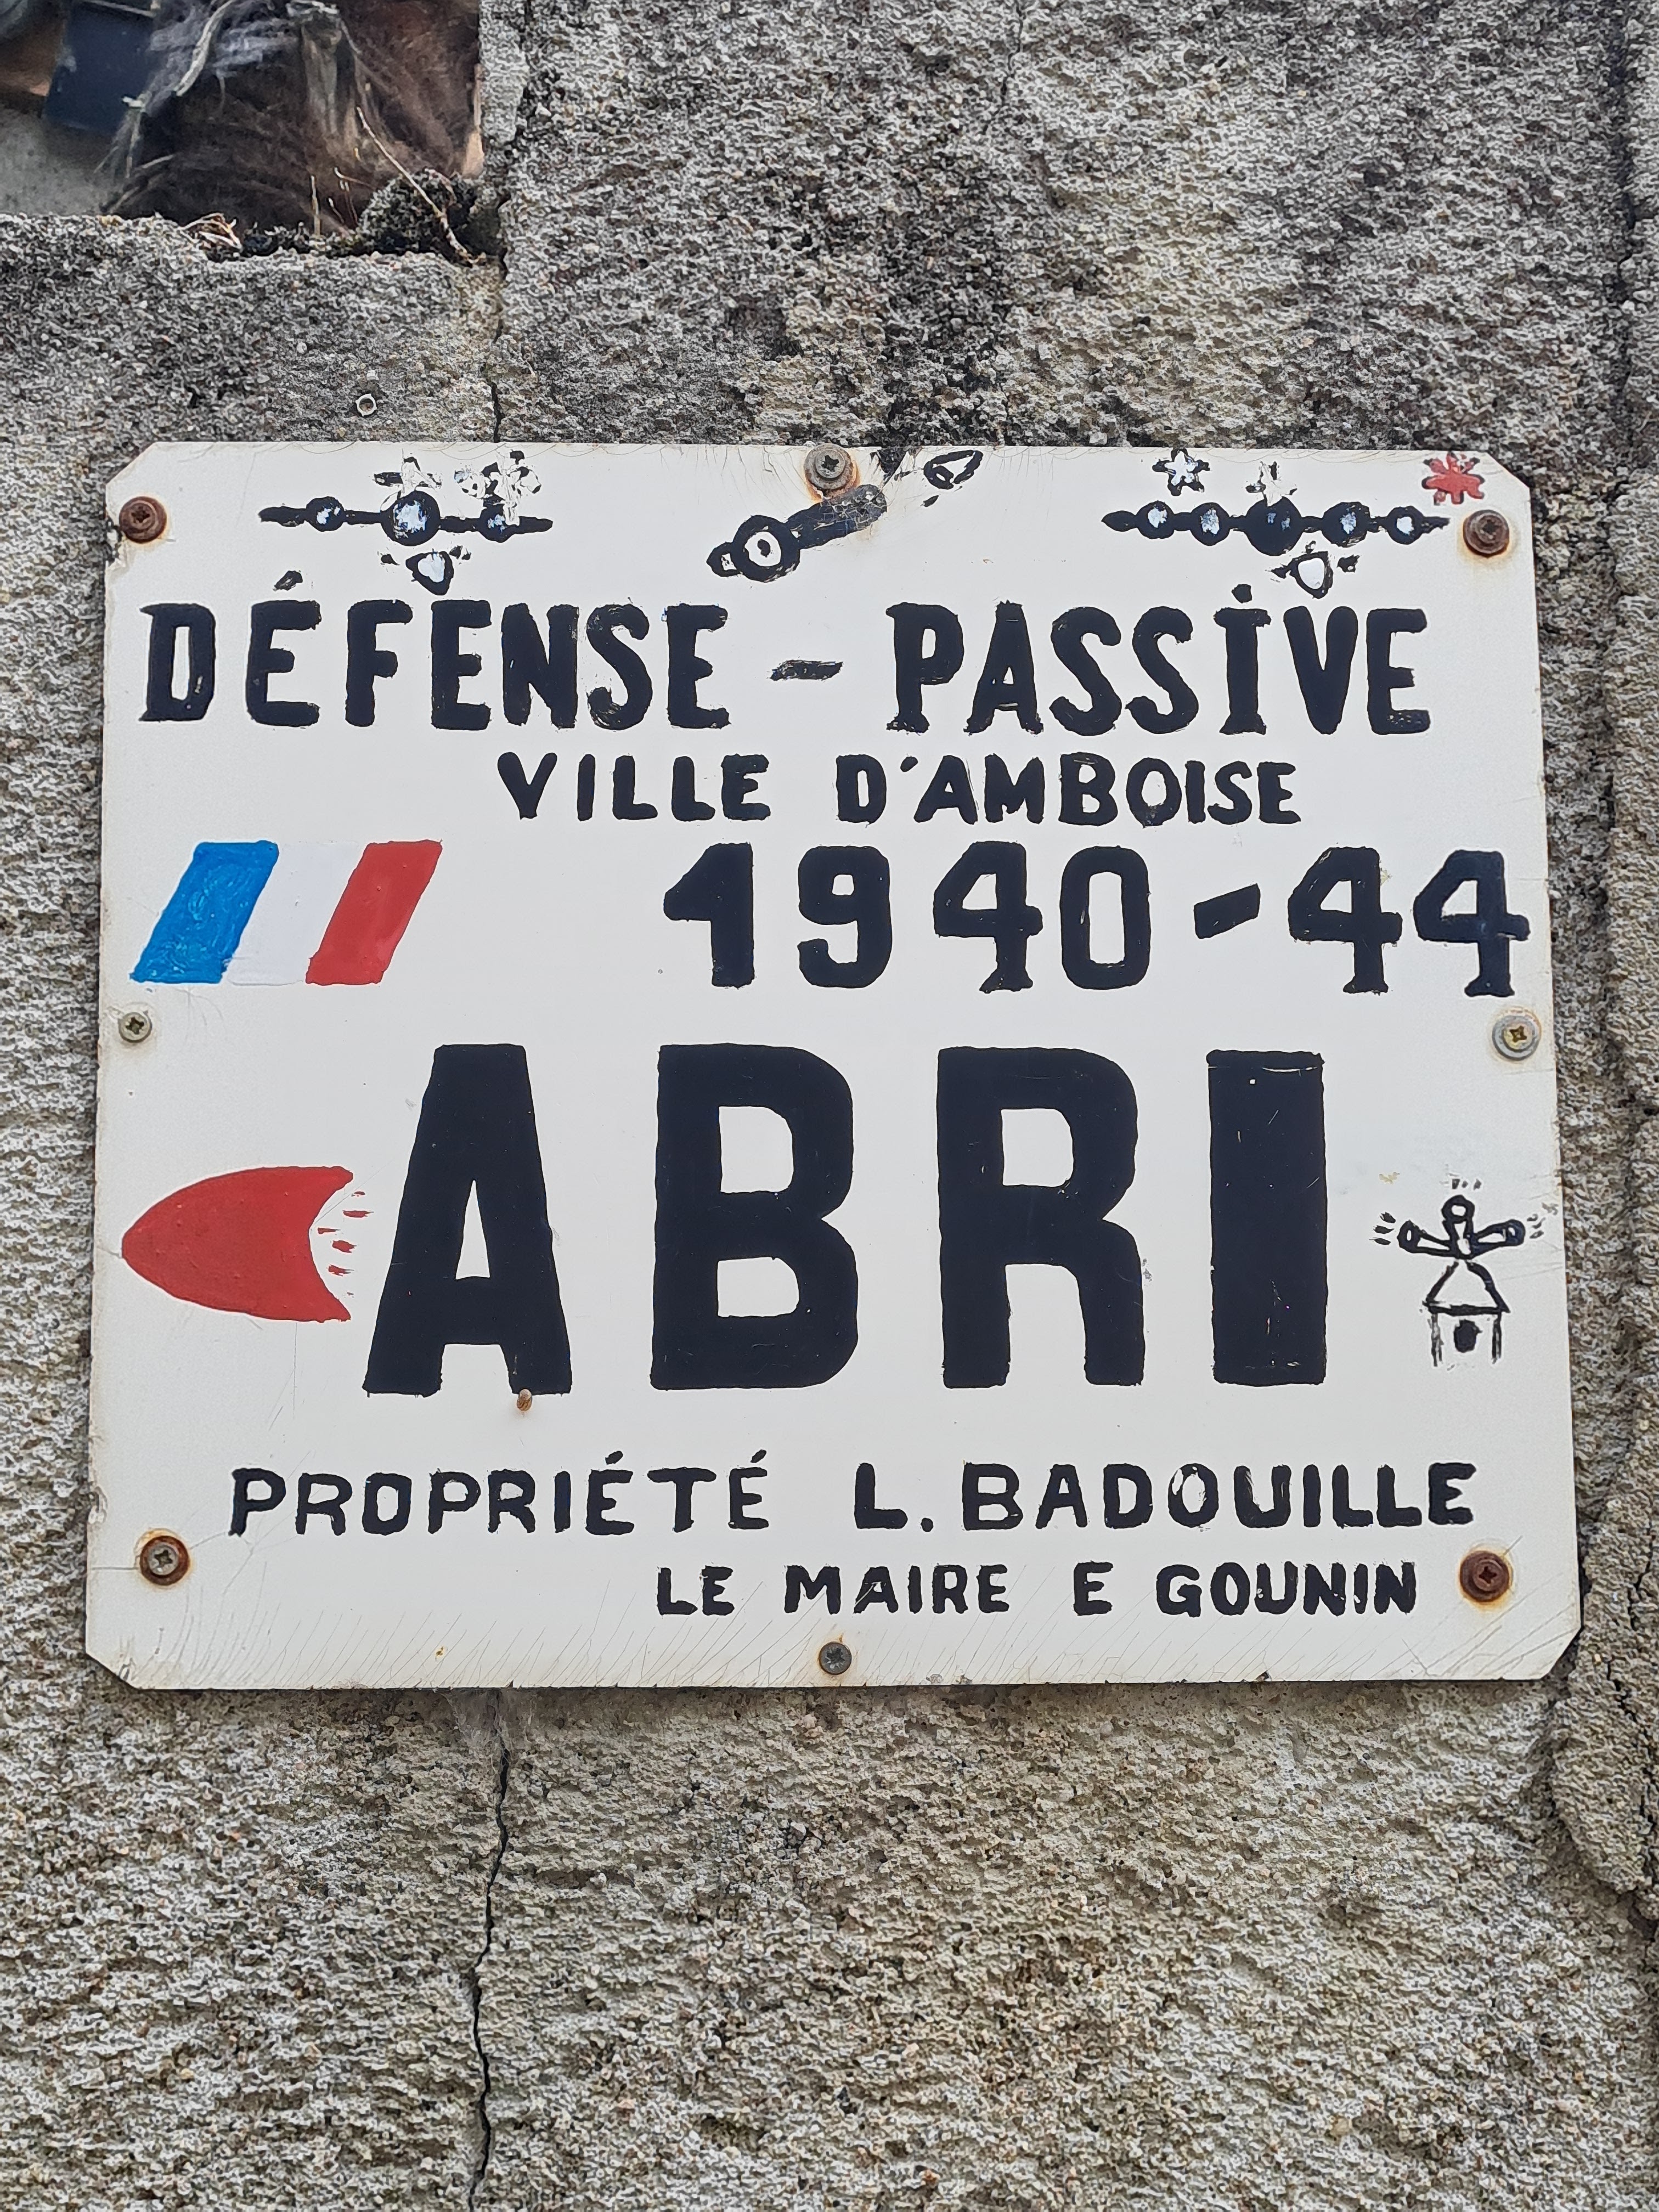 DÉFENSE - PASSIVE
VILLE D'AMBOISE
1940-44
ABRI
PROPRIÉTÉ L. BADOUILLE
LE MAIRE E GOUNIN